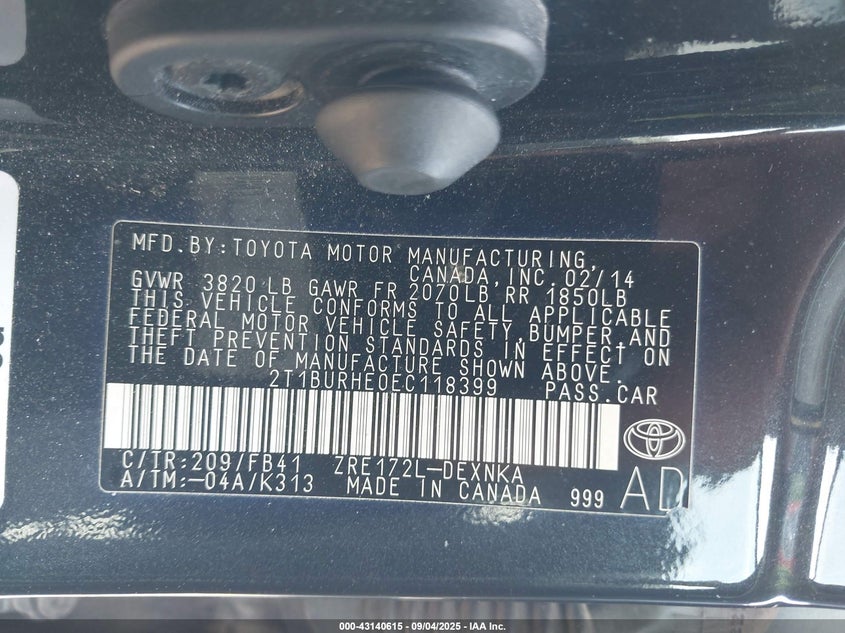 MFD.BY:TOYOTA MOTOR MANUFACTURING,
CANADA,INC. 02/14
GVWR 3820 LB GAWR FR 2070LB RR 1850LB
THIS VEHICLE CONFORMS TO ALL APPLICABLE
FEDERAL MOTOR VEHICLE SAFETY,BUMPER,AND
THEFT PREVENTION STANDARDS IN EFFECT ON
THE DATE OF MANUFACTURE SHOWN ABOVE.
2T1BURHE0EC118399 PASS.CAR
C/TR:209/FB41 ZRE172L-DEXNKA
A/TM:-04A/K313 MADE IN CANADA 999 AD
000-43140615 - 09/04/2025 - IAA Inc.